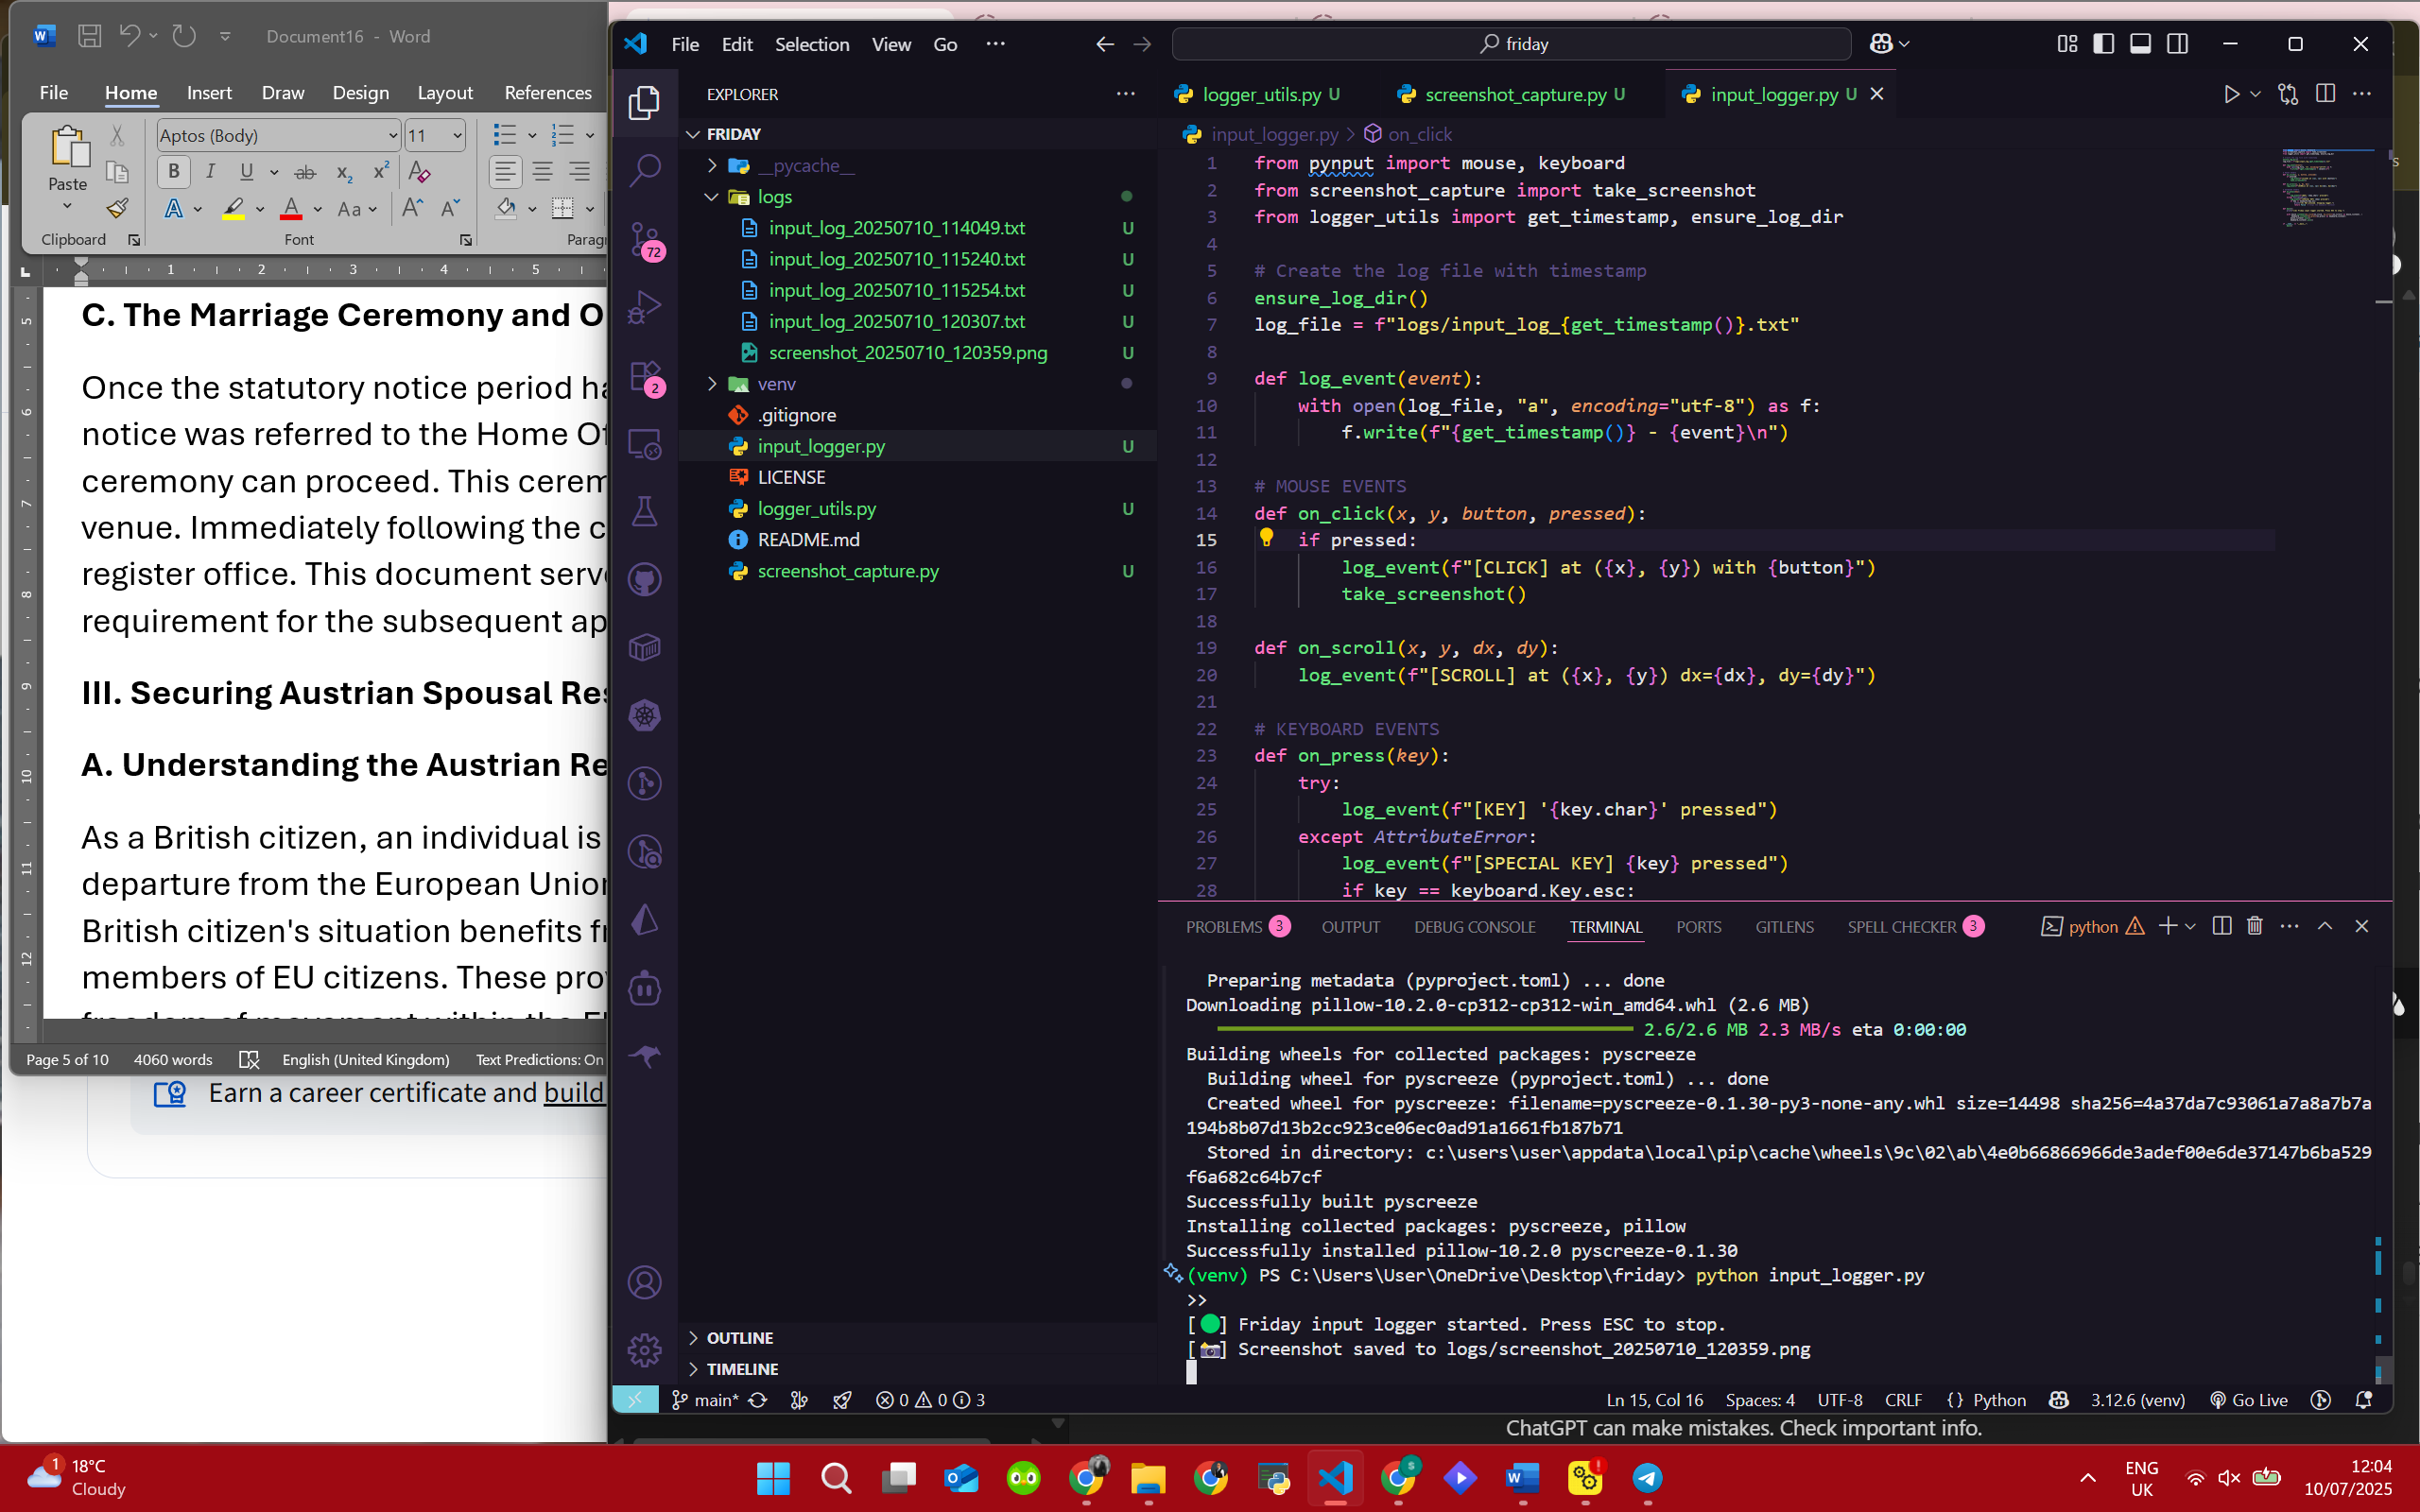 Document16 - Word
File Home Insert Draw Design Layout References
Aptos (Body) 11
Paste
Clipboard Font Paragr
C. The Marriage Ceremony and O
Once the statutory notice period ha
notice was referred to the Home Of
ceremony can proceed. This cerem
venue. Immediately following the c
register office. This document serve
requirement for the subsequent ap
III. Securing Austrian Spousal Res
A. Understanding the Austrian Re
As a British citizen, an individual is
departure from the European Union
British citizen's situation benefits fr
members of EU citizens. These prov
Page 5 of 10 4060 words English (United Kingdom) Text Predictions: On
Earn a career certificate and build
File Edit Selection View Go
friday
EXPLORER
FRIDAY
__pycache__
logs
input_log_20250710_114049.txt U
input_log_20250710_115240.txt U
input_log_20250710_115254.txt U
input_log_20250710_120307.txt U
screenshot_20250710_120359.png U
venv
.gitignore
input_logger.py U
LICENSE
logger_utils.py U
README.md
screenshot_capture.py U
OUTLINE
TIMELINE
72
2
logger_utils.py U screenshot_capture.py U input_logger.py U
input_logger.py > on_click
1 from pynput import mouse, keyboard
2 from screenshot_capture import take_screenshot
3 from logger_utils import get_timestamp, ensure_log_dir
4
5 # Create the log file with timestamp
6 ensure_log_dir()
7 log_file = f"logs/input_log_{get_timestamp()}.txt"
8
9 def log_event(event):
10 with open(log_file, "a", encoding="utf-8") as f:
11 f.write(f"{get_timestamp()} - {event}\n")
12
13 # MOUSE EVENTS
14 def on_click(x, y, button, pressed):
15 if pressed:
16 log_event(f"[CLICK] at ({x}, {y}) with {button}")
17 take_screenshot()
18
19 def on_scroll(x, y, dx, dy):
20 log_event(f"[SCROLL] at ({x}, {y}) dx={dx}, dy={dy}")
21
22 # KEYBOARD EVENTS
23 def on_press(key):
24 try:
25 log_event(f"[KEY] '{key.char}' pressed")
26 except AttributeError:
27 log_event(f"[SPECIAL KEY] {key} pressed")
28 if key == keyboard.Key.esc:
PROBLEMS 3 OUTPUT DEBUG CONSOLE TERMINAL PORTS GITLENS SPELL CHECKER 3 python
Preparing metadata (pyproject.toml) ... done
Downloading pillow-10.2.0-cp312-cp312-win_amd64.whl (2.6 MB)
2.6/2.6 MB 2.3 MB/s eta 0:00:00
Building wheels for collected packages: pyscreeze
Building wheel for pyscreeze (pyproject.toml) ... done
Created wheel for pyscreeze: filename=pyscreeze-0.1.30-py3-none-any.whl size=14498 sha256=4a37da7c93061a7a8a7b7a
194b8b07d13b2cc923ce06ec0ad91a1661fb187b71
Stored in directory: c:\users\user\appdata\local\pip\cache\wheels\9c\02\ab\4e0b66866966de3adef00e6de37147b6ba529
f6a682c64b7cf
Successfully built pyscreeze
Installing collected packages: pyscreeze, pillow
Successfully installed pillow-10.2.0 pyscreeze-0.1.30
(venv) PS C:\Users\User\OneDrive\Desktop\friday> python input_logger.py
>>
[🟢] Friday input logger started. Press ESC to stop.
[📸] Screenshot saved to logs/screenshot_20250710_120359.png
main* 0 0 3 Ln 15, Col 16 Spaces: 4 UTF-8 CRLF {} Python 3.12.6 (venv) Go Live
ChatGPT can make mistakes. Check important info.
1 18°C
Cloudy
ENG
UK
12:04
10/07/2025